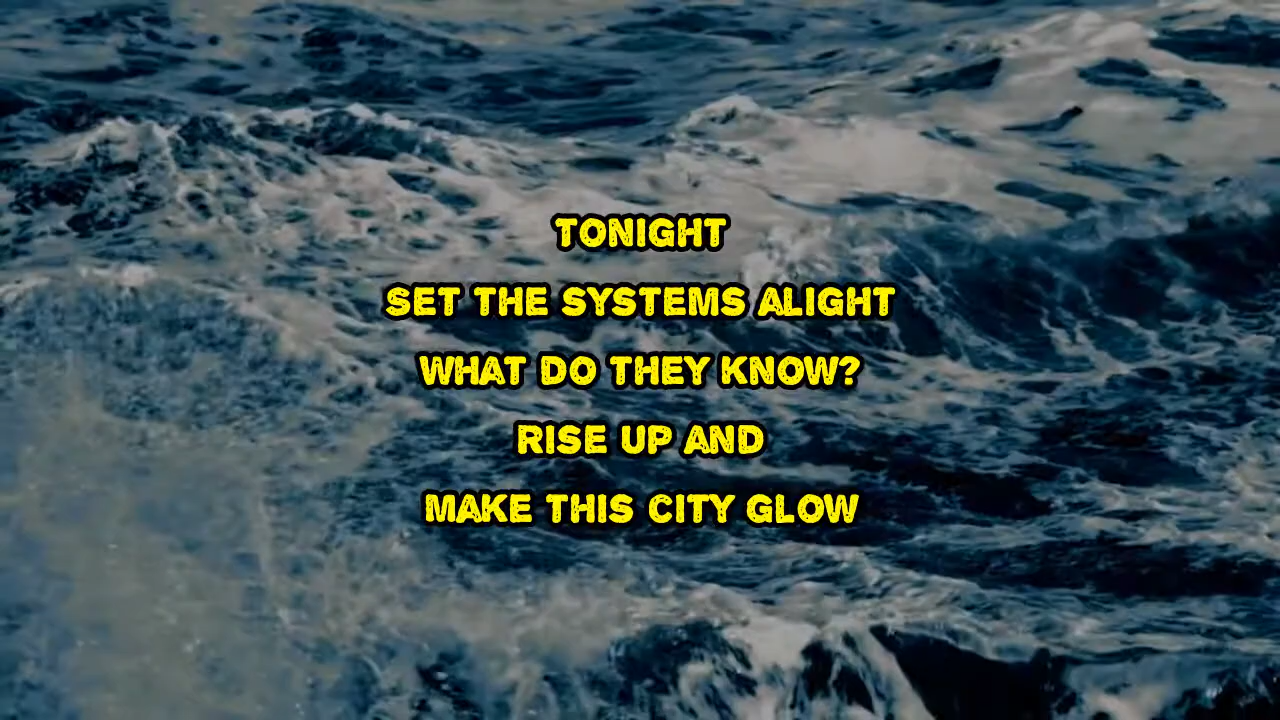 TONIGHT
SET THE SYSTEMS ALIGHT
WHAT DO THEY KNOW?
RISE UP AND
MAKE THIS CITY GLOW